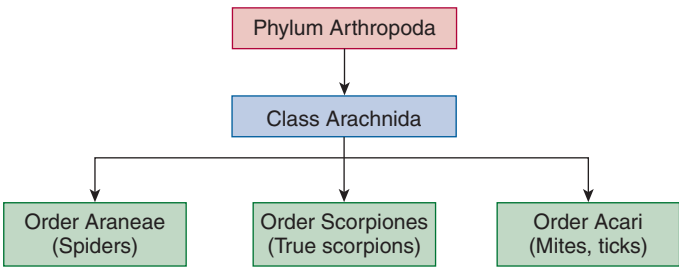 Phylum Arthropoda
Class Arachnida
Order Araneae
(Spiders)
Order Scorpiones
(True scorpions)
Order Acari
(Mites, ticks)